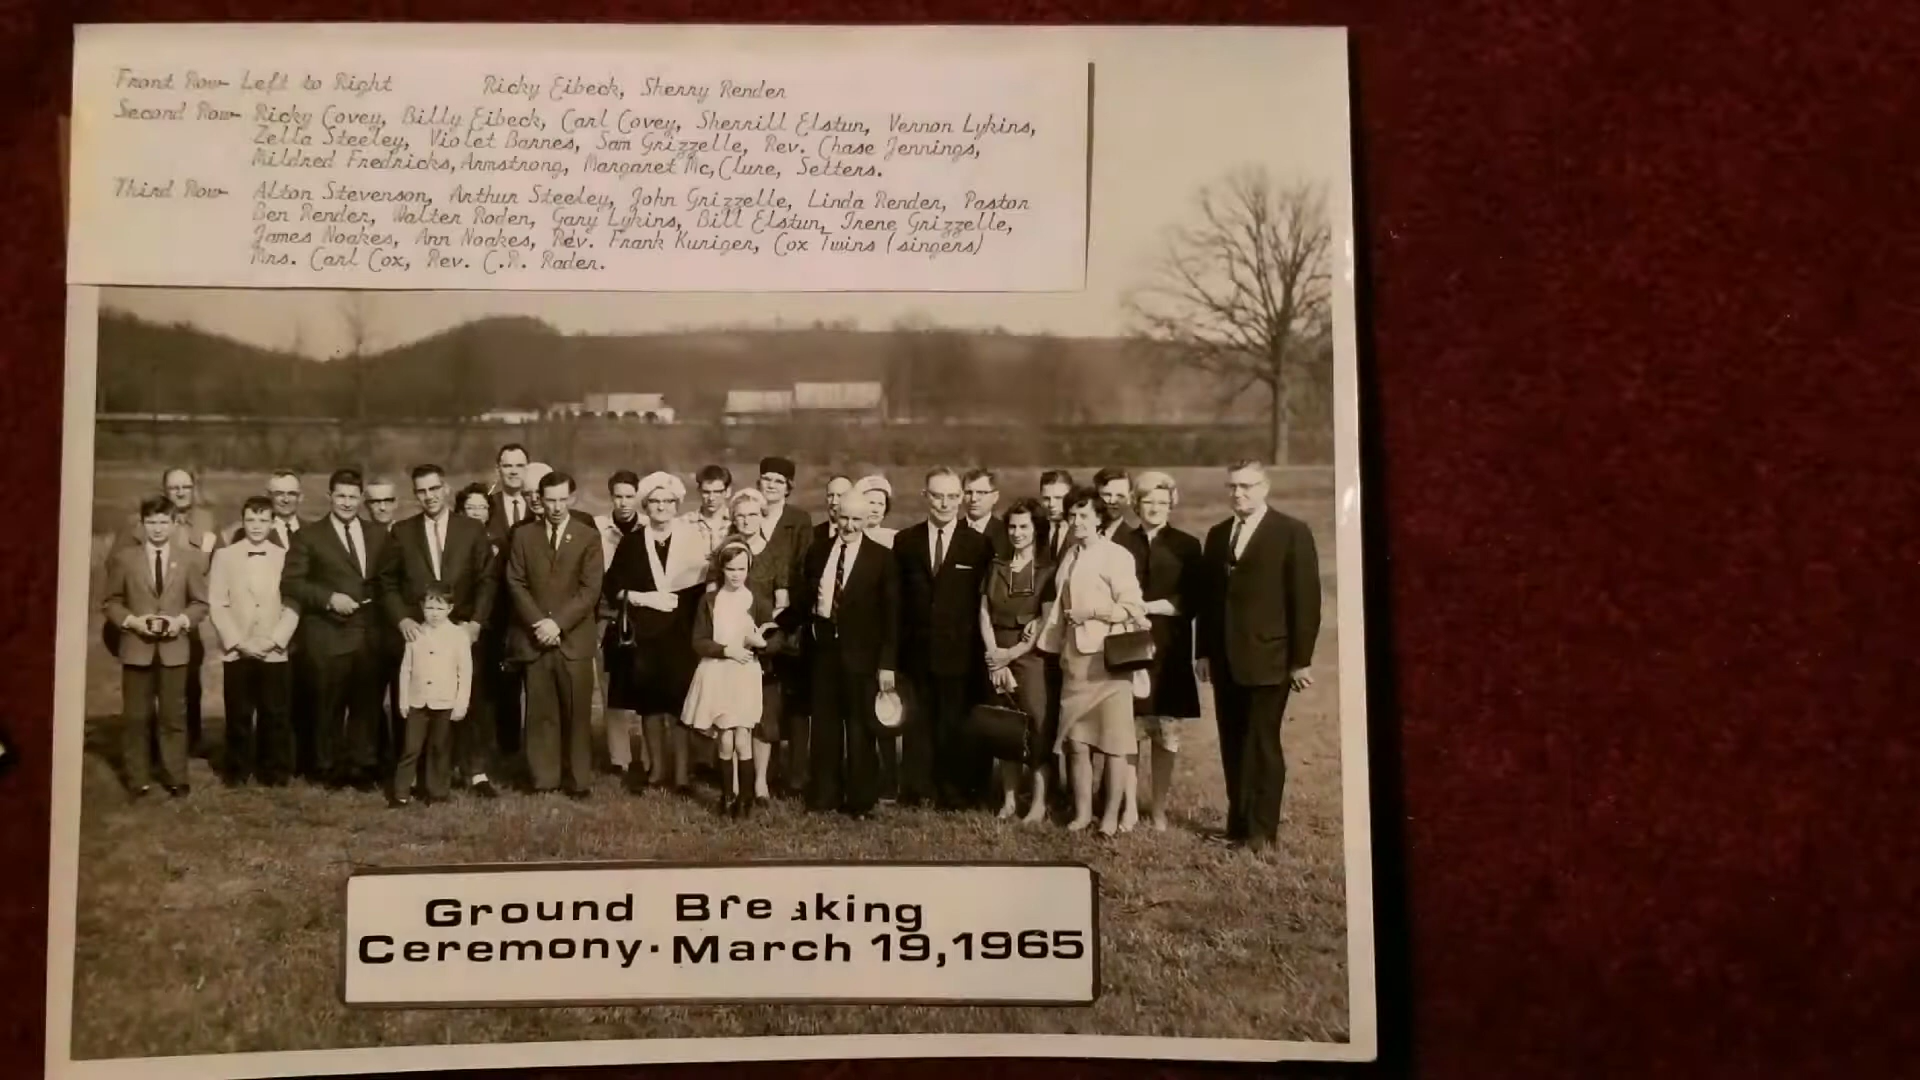 Front Row- Left to Right Ricky Eibeck, Sherry Render
Second Row- Ricky Covey, Billy Eibeck, Carl Covey, Sherrill Elstun, Vernon Lykins,
Zella Steeley, Violet Barnes, Sam Grizzelle, Rev. Chase Jennings,
Mildred Fredricks, Armstrong, Margaret Mc,Clure, Setters.
Third Row- Alton Stevenson, Arthur Steeley, John Grizzelle, Linda Render, Pastor
Ben Render, Walter Roden, Gary Lykins, Bill Elstun, Irene Grizzelle,
James Noakes, Ann Noakes, Rev. Frank Kuriger, Cox Twins (singers)
Mrs. Carl Cox, Rev. C.R. Rader.
Ground Breaking
Ceremony· March 19,1965